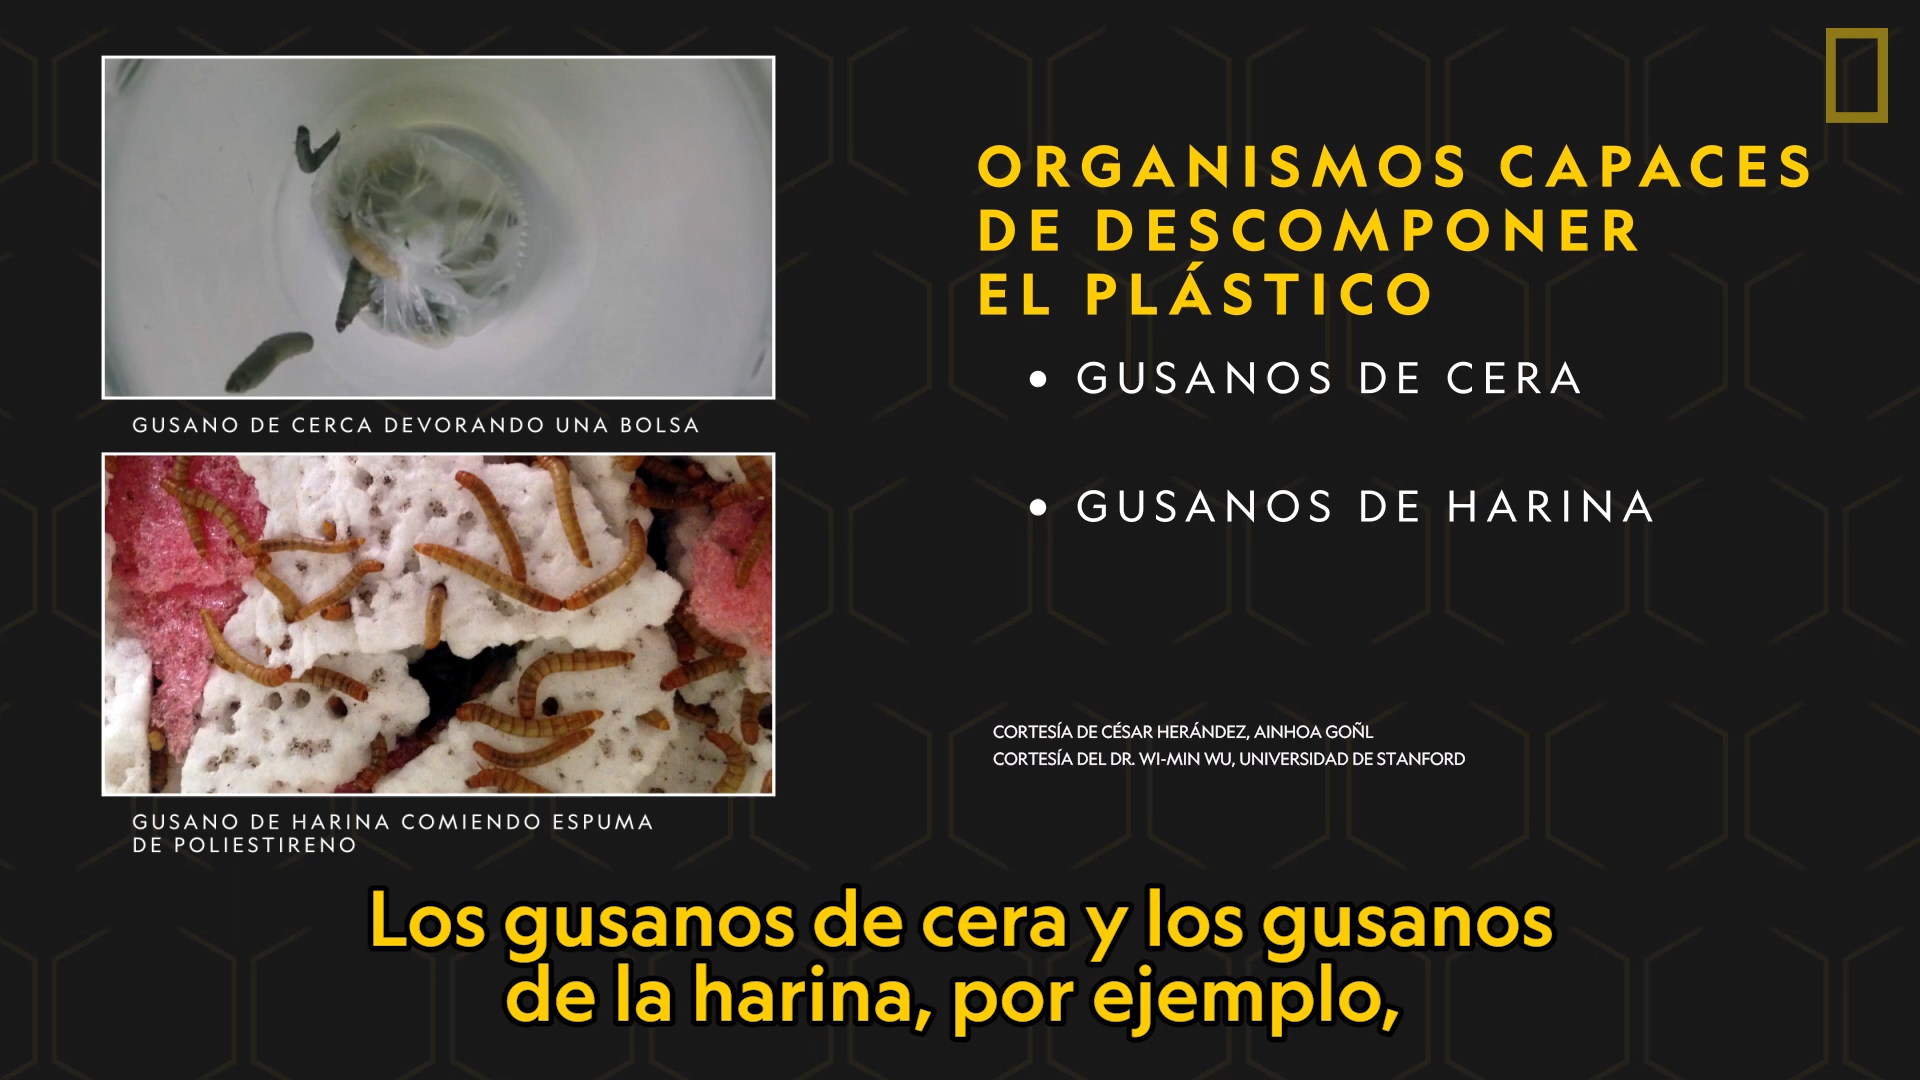 ORGANISMOS CAPACES
DE DESCOMPONER
EL PLÁSTICO
• GUSANOS DE CERA
• GUSANOS DE HARINA
GUSANO DE CERCA DEVORANDO UNA BOLSA
GUSANO DE HARINA COMIENDO ESPUMA
DE POLIESTIRENO
CORTESÍA DE CÉSAR HERÁNDEZ, AINHOA GOÑL
CORTESÍA DEL DR. WI-MIN WU, UNIVERSIDAD DE STANFORD
Los gusanos de cera y los gusanos
de la harina, por ejemplo,